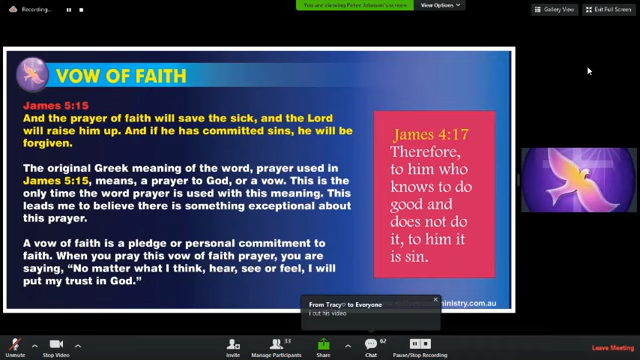 Recording...
You are viewing Peter Johnson's screen
View Options
Gallery View
Exit Full Screen
VOW OF FAITH
James 5:15
And the prayer of faith will save the sick, and the Lord
will raise him up. And if he has committed sins, he will be
forgiven.
The original Greek meaning of the word, prayer used in
James 5:15, means, a prayer to God, or a vow. This is the
only time the word prayer is used with this meaning. This
leads me to believe there is something exceptional about
this prayer.
A vow of faith is a pledge or personal commitment to
faith. When you pray this vow of faith prayer, you are
saying, “No matter what I think, hear, see or feel, I will
put my trust in God.”
James 4:17
Therefore,
to him who
knows to do
good and
does not do
it, to him it
is sin.
ministry.com.au
From Tracy♡ to Everyone
I cut his video
Unmute
Stop Video
Invite
33
Manage Participants
Share
62
Chat
Pause/Stop Recording
Leave Meeting